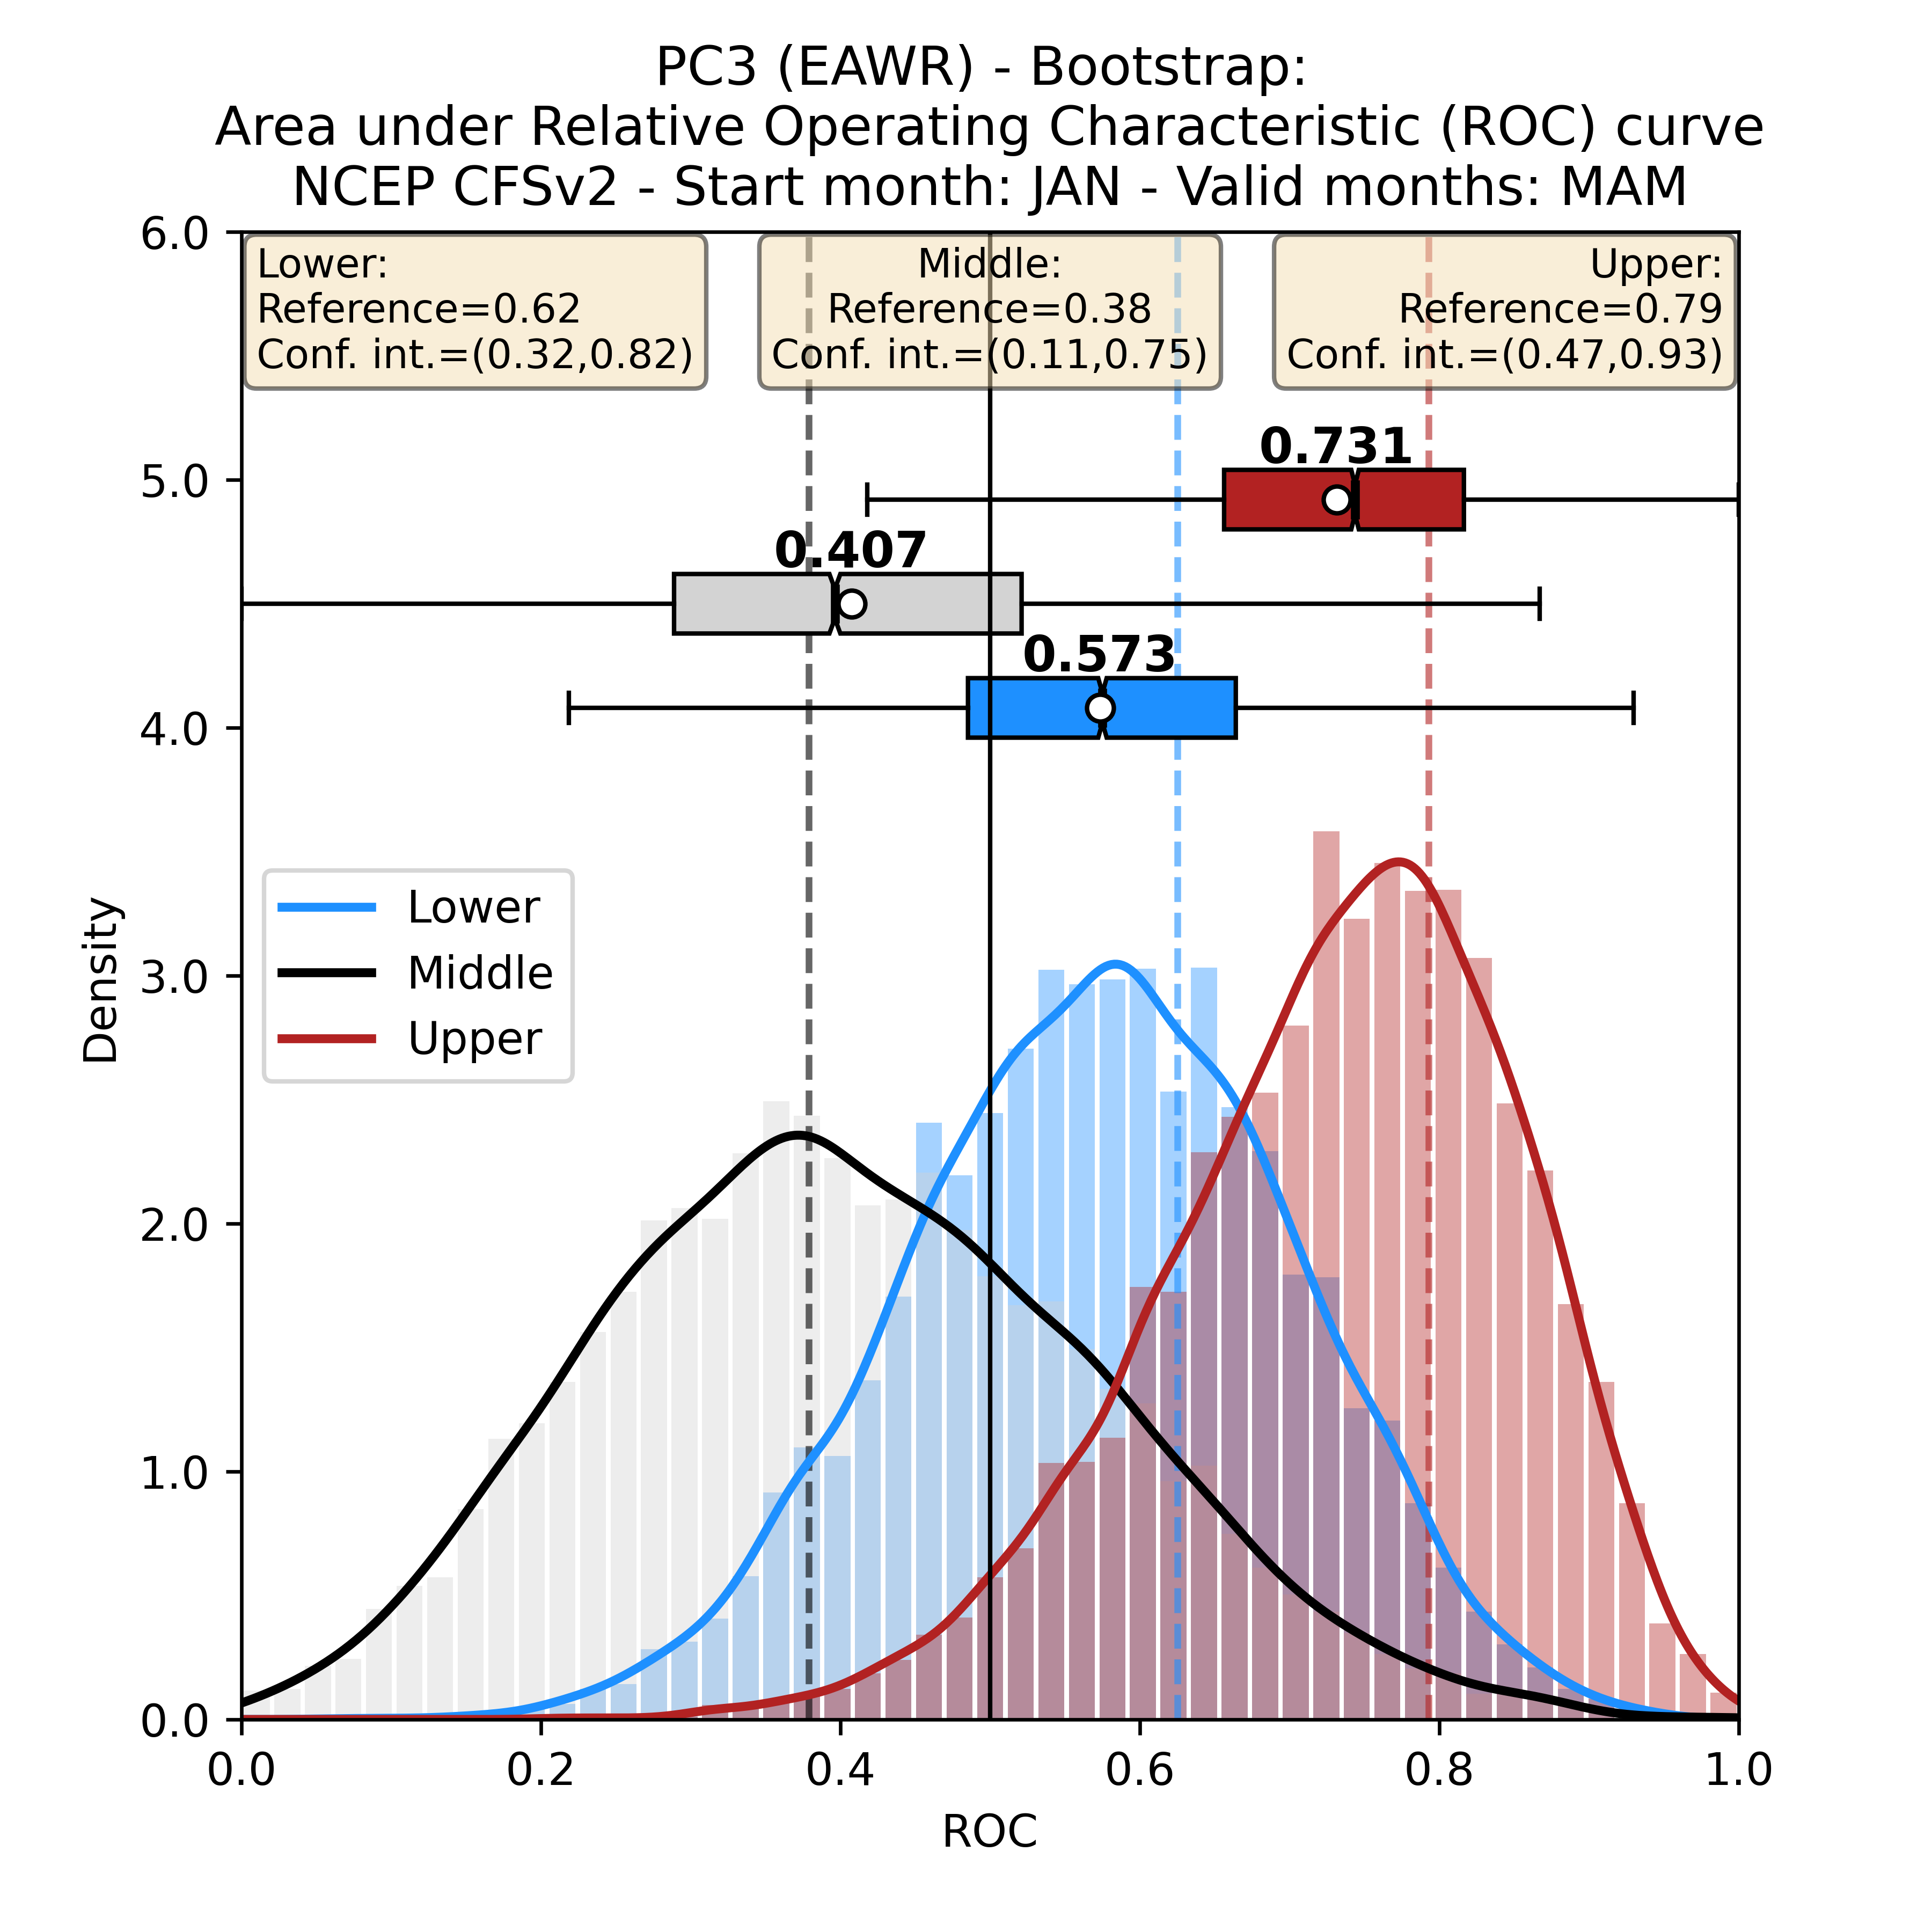 PC3 (EAWR) - Bootstrap:
Area under Relative Operating Characteristic (ROC) curve
NCEP CFSv2 - Start month: JAN - Valid months: MAM
Lower:
Reference=0.62
Conf. int.=(0.32,0.82)
Middle:
Reference=0.38
Conf. int.=(0.11,0.75)
Upper:
Reference=0.79
Conf. int.=(0.47,0.93)
0.731
0.407
0.573
Lower
Middle
Upper
Density
6.0
5.0
4.0
3.0
2.0
1.0
0.0
0.0 0.2 0.4 0.6 0.8 1.0
ROC